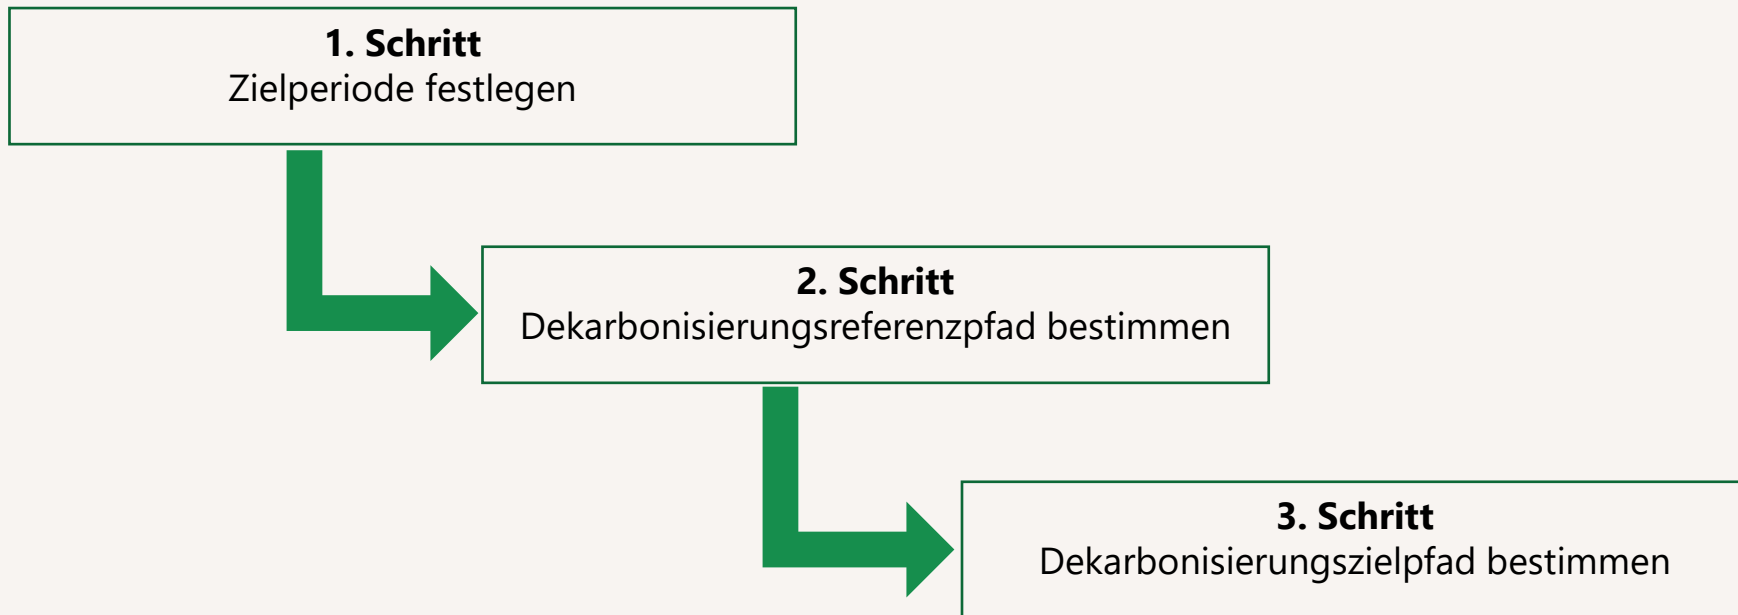 1. Schritt
Zielperiode festlegen
2. Schritt
Dekarbonisierungsreferenzpfad bestimmen
3. Schritt
Dekarbonisierungszielpfad bestimmen